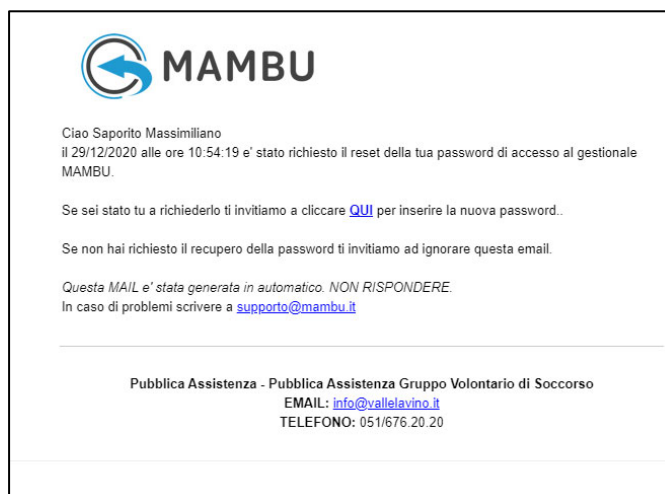 MAMBU
Ciao Saporito Massimiliano
il 29/12/2020 alle ore 10:54:19 e' stato richiesto il reset della tua password di accesso al gestionale
MAMBU.
Se sei stato tu a richiederlo ti invitiamo a cliccare QUI per inserire la nuova password..
Se non hai richiesto il recupero della password ti invitiamo ad ignorare questa email.
Questa MAIL e' stata generata in automatico. NON RISPONDERE.
In caso di problemi scrivere a supporto@mambu.it
Pubblica Assistenza - Pubblica Assistenza Gruppo Volontario di Soccorso
EMAIL: info@vallelavino.it
TELEFONO: 051/676.20.20